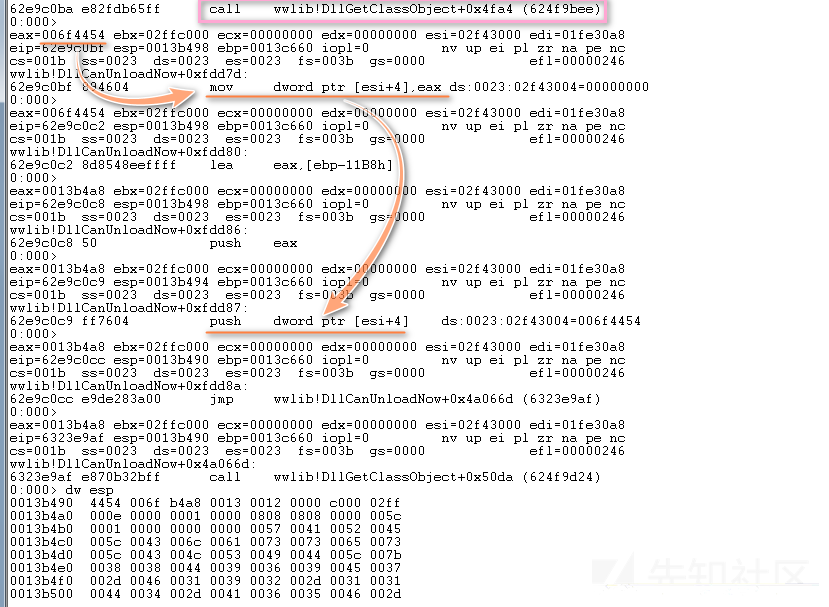 62e9c0ba e82fdb65ff call wwlib!DllGetClassObject+0x4fa4 (624f9bee)
0:000>
eax=006f4454 ebx=02ffc000 ecx=00000000 edx=00000000 esi=02f43000 edi=01fe30a8
eip=62e9c0bf esp=0013b498 ebp=0013c660 iopl=0 nv up ei pl zr na pe nc
cs=001b ss=0023 ds=0023 es=0023 fs=003b gs=0000 efl=00000246
wwlib!DllCanUnloadNow+0xfdd7d:
62e9c0bf 894604 mov dword ptr [esi+4],eax ds:0023:02f43004=00000000
0:000>
eax=006f4454 ebx=02ffc000 ecx=00000000 edx=00000000 esi=02f43000 edi=01fe30a8
eip=62e9c0c2 esp=0013b498 ebp=0013c660 iopl=0 nv up ei pl zr na pe nc
cs=001b ss=0023 ds=0023 es=0023 fs=003b gs=0000 efl=00000246
wwlib!DllCanUnloadNow+0xfdd80:
62e9c0c2 8d8548eeffff lea eax,[ebp-11B8h]
0:000>
eax=0013b4a8 ebx=02ffc000 ecx=00000000 edx=00000000 esi=02f43000 edi=01fe30a8
eip=62e9c0c8 esp=0013b498 ebp=0013c660 iopl=0 nv up ei pl zr na pe nc
cs=001b ss=0023 ds=0023 es=0023 fs=003b gs=0000 efl=00000246
wwlib!DllCanUnloadNow+0xfdd86:
62e9c0c8 50 push eax
0:000>
eax=0013b4a8 ebx=02ffc000 ecx=00000000 edx=00000000 esi=02f43000 edi=01fe30a8
eip=62e9c0c9 esp=0013b494 ebp=0013c660 iopl=0 nv up ei pl zr na pe nc
cs=001b ss=0023 ds=0023 es=0023 fs=003b gs=0000 efl=00000246
wwlib!DllCanUnloadNow+0xfdd87:
62e9c0c9 ff7604 push dword ptr [esi+4] ds:0023:02f43004=006f4454
0:000>
eax=0013b4a8 ebx=02ffc000 ecx=00000000 edx=00000000 esi=02f43000 edi=01fe30a8
eip=62e9c0cc esp=0013b490 ebp=0013c660 iopl=0 nv up ei pl zr na pe nc
cs=001b ss=0023 ds=0023 es=0023 fs=003b gs=0000 efl=00000246
wwlib!DllCanUnloadNow+0xfdd8a:
62e9c0cc e9de283a00 jmp wwlib!DllCanUnloadNow+0x4a066d (6323e9af)
0:000>
eax=0013b4a8 ebx=02ffc000 ecx=00000000 edx=00000000 esi=02f43000 edi=01fe30a8
eip=6323e9af esp=0013b490 ebp=0013c660 iopl=0 nv up ei pl zr na pe nc
cs=001b ss=0023 ds=0023 es=0023 fs=003b gs=0000 efl=00000246
wwlib!DllCanUnloadNow+0x4a066d:
6323e9af e870b32bff call wwlib!DllGetClassObject+0x50da (624f9d24)
0:000> dw esp
0013b490 4454 006f b4a8 0013 0012 0000 c000 02ff
0013b4a0 000e 0000 0001 0000 0808 0808 0000 005c
0013b4b0 0001 0000 0000 0000 0057 0041 0052 0045
0013b4c0 005c 0043 006c 0061 0073 0073 0065 0073
0013b4d0 005c 0043 004c 0053 0049 0044 005c 007b
0013b4e0 0038 0038 0044 0039 0036 0039 0045 0037
0013b4f0 002d 0046 0031 0039 0032 002d 0031 0031
0013b500 0044 0034 002d 0041 0036 0035 0046 002d
先知社区